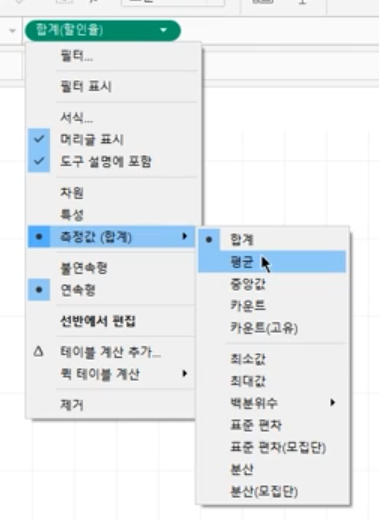 합계(할인율)
필터...
필터 표시
서식...
머리글 표시
도구 설명에 포함
차원
특성
측정값 (합계)
불연속형
연속형
선반에서 편집
테이블 계산 추가...
퀵 테이블 계산
제거
합계
평균
중앙값
카운트
카운트(고유)
최소값
최대값
백분위수
표준 편차
표준 편차(모집단)
분산
분산(모집단)